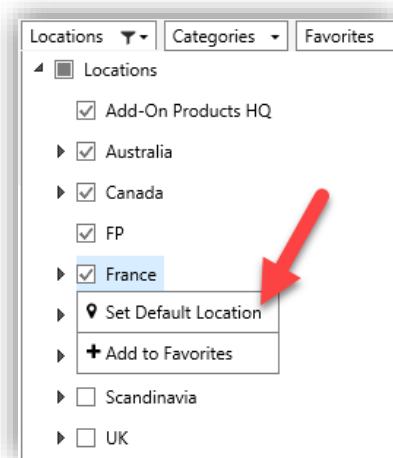 Locations Categories Favorites
Locations
Add-On Products HQ
Australia
Canada
FP
France
Set Default Location
Add to Favorites
Scandinavia
UK